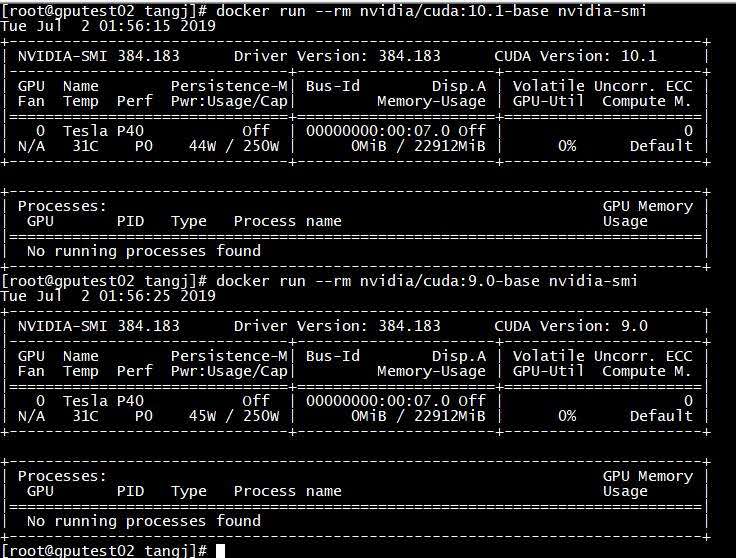 [root@gputest02 tangj]# docker run --rm nvidia/cuda:10.1-base nvidia-smi
Tue Jul  2 01:56:15 2019
+-----------------------------------------------------------------------------+
| NVIDIA-SMI 384.183      Driver Version: 384.183      CUDA Version: 10.1     |
|-------------------------------+----------------------+----------------------+
| GPU  Name        Persistence-M| Bus-Id        Disp.A | Volatile Uncorr. ECC |
| Fan  Temp  Perf  Pwr:Usage/Cap|         Memory-Usage | GPU-Util  Compute M. |
|===============================+======================+======================|
|   0  Tesla P40           Off  | 00000000:00:07.0 Off |                    0 |
| N/A   31C    P0    44W / 250W |      0MiB / 22912MiB |      0%      Default |
+-------------------------------+----------------------+----------------------+

+-----------------------------------------------------------------------------+
| Processes:                                                       GPU Memory |
|  GPU       PID   Type   Process name                             Usage      |
|=============================================================================|
|  No running processes found                                                 |
+-----------------------------------------------------------------------------+
[root@gputest02 tangj]# docker run --rm nvidia/cuda:9.0-base nvidia-smi
Tue Jul  2 01:56:25 2019
+-----------------------------------------------------------------------------+
| NVIDIA-SMI 384.183      Driver Version: 384.183      CUDA Version: 9.0      |
|-------------------------------+----------------------+----------------------+
| GPU  Name        Persistence-M| Bus-Id        Disp.A | Volatile Uncorr. ECC |
| Fan  Temp  Perf  Pwr:Usage/Cap|         Memory-Usage | GPU-Util  Compute M. |
|===============================+======================+======================|
|   0  Tesla P40           Off  | 00000000:00:07.0 Off |                    0 |
| N/A   31C    P0    45W / 250W |      0MiB / 22912MiB |      0%      Default |
+-------------------------------+----------------------+----------------------+

+-----------------------------------------------------------------------------+
| Processes:                                                       GPU Memory |
|  GPU       PID   Type   Process name                             Usage      |
|=============================================================================|
|  No running processes found                                                 |
+-----------------------------------------------------------------------------+
[root@gputest02 tangj]#